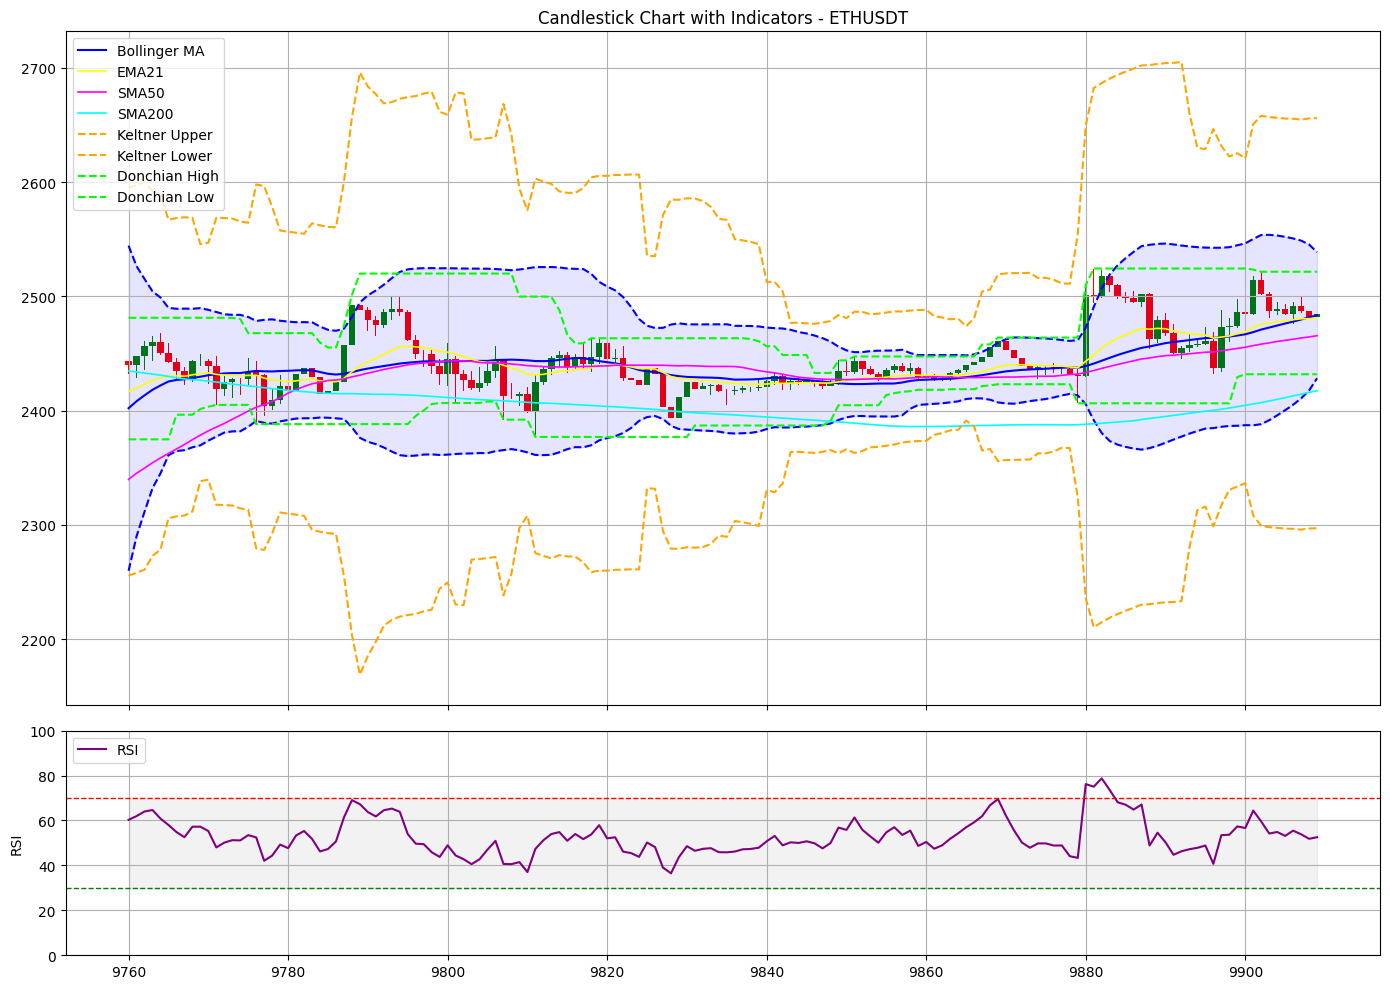 Candlestick Chart with Indicators - ETHUSDT
Bollinger MA
EMA21
SMA50
SMA200
Keltner Upper
Keltner Lower
Donchian High
Donchian Low
2700
2600
2500
2400
2300
2200
RSI
100
80
60
40
20
0
RSI
9760 9780 9800 9820 9840 9860 9880 9900